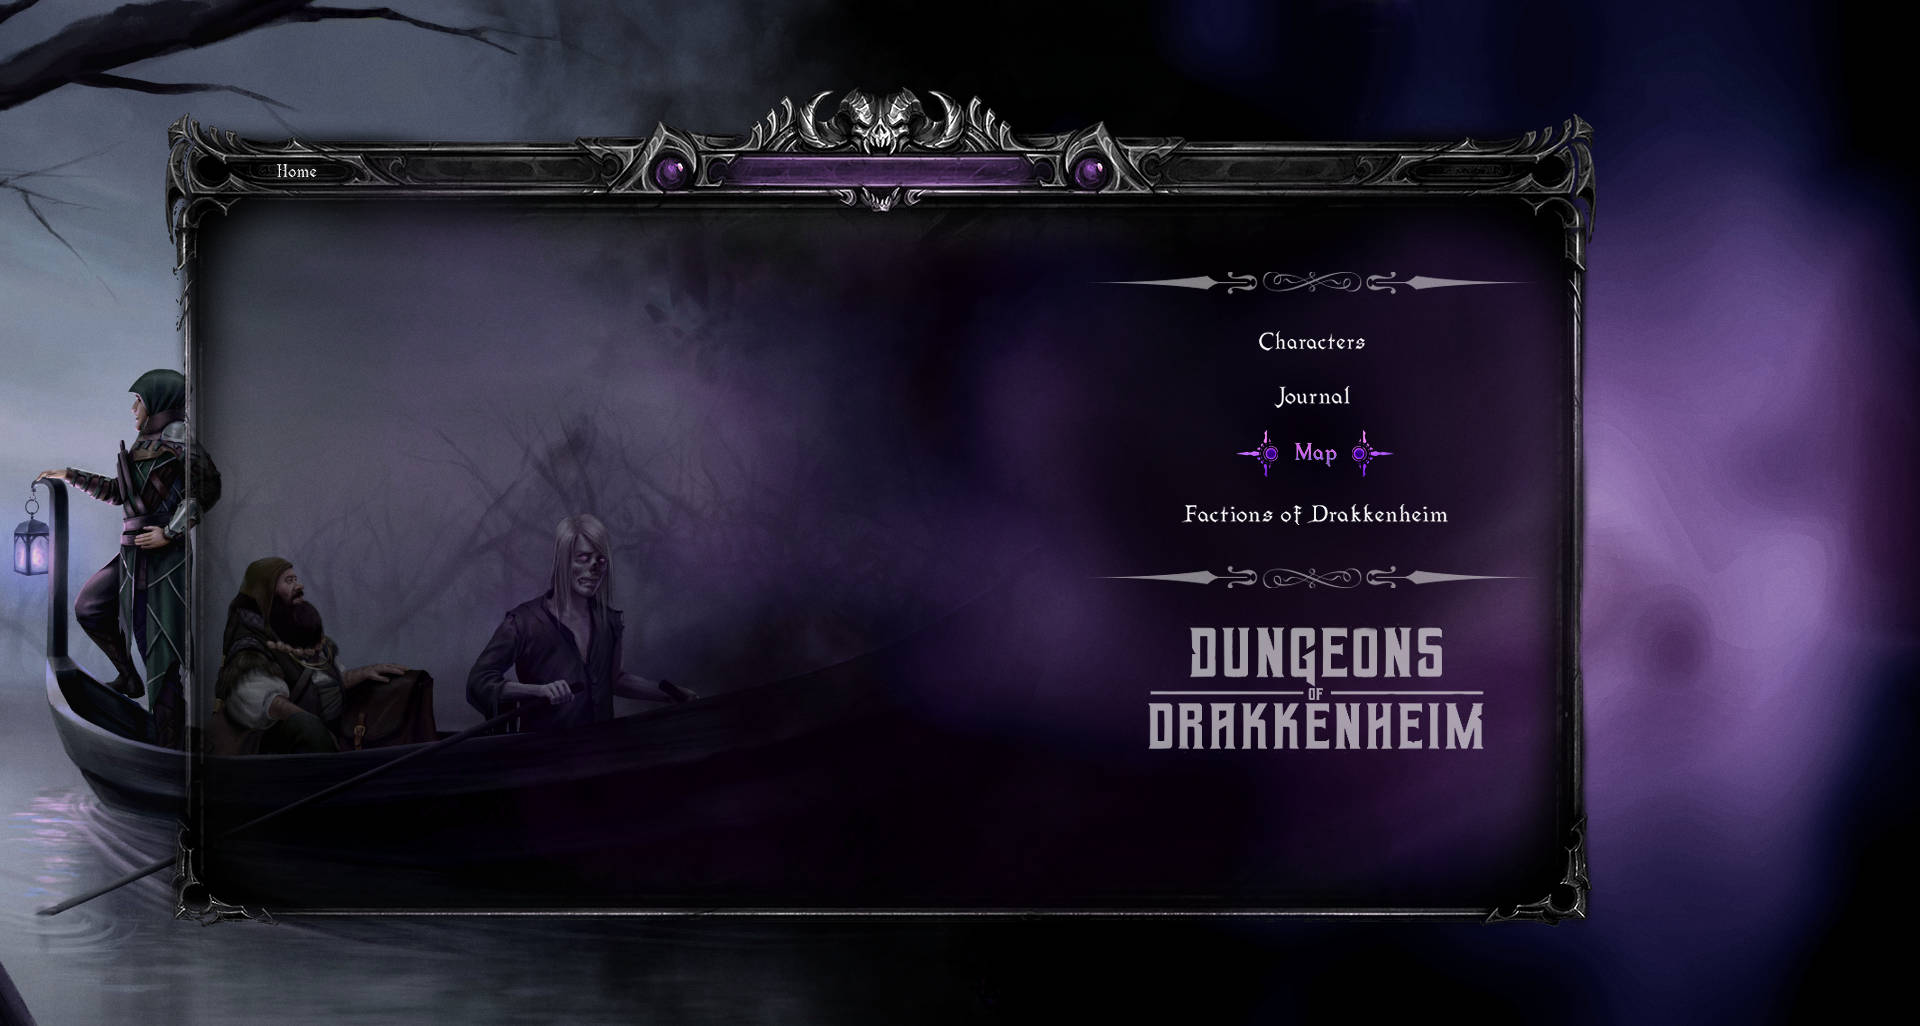 Home
Characters
Journal
Map
Factions of Drakkenheim
DUNGEONS
OF
DRAKKENHEIM